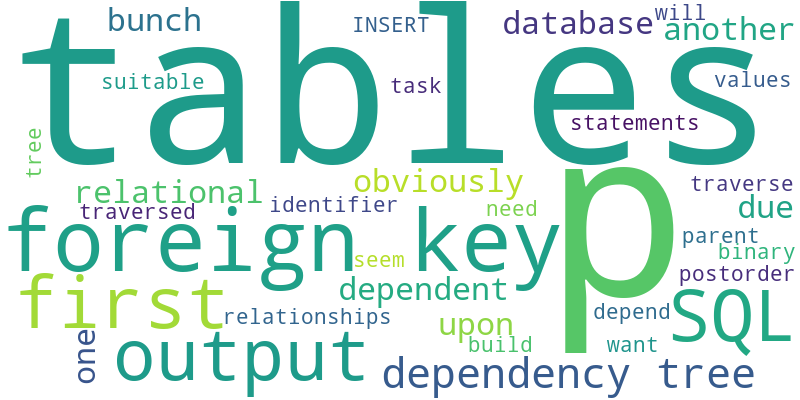 tables
bunch
INSERT
database
will
another
suitable
task
values
statements
tree
p
relational
obviously
traverse
traversed
identifier
need
due
foreign key
parent
seem
binary
first
dependent
postorder
relationships
upon
depend
SQL
one
output
build
want
dependency tree